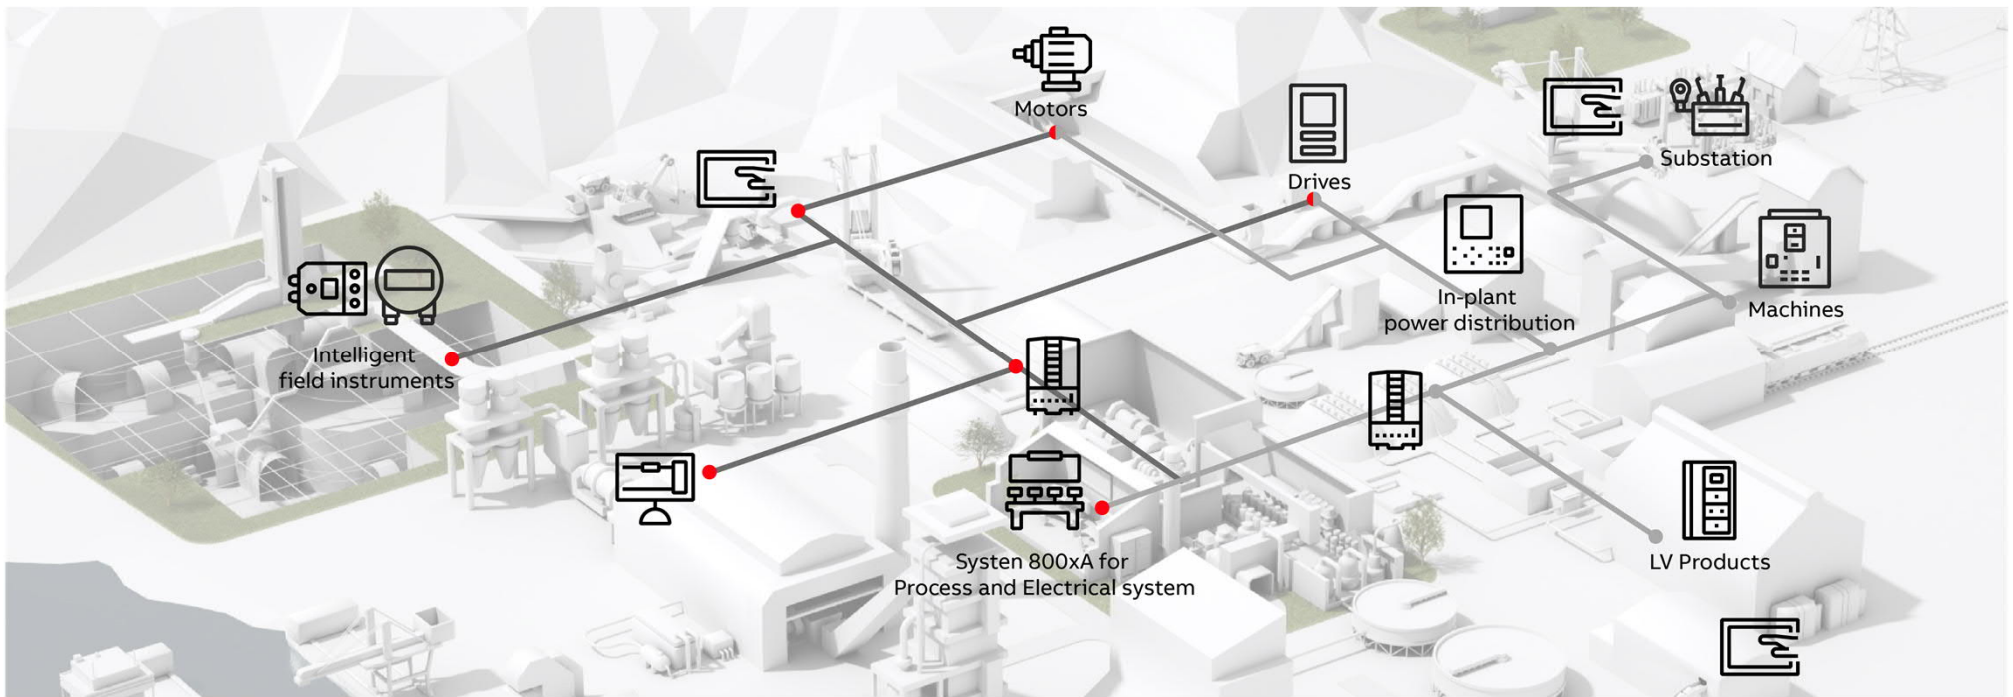 Motors
Substation
Drives
In-plant
power distribution
Machines
Intelligent
field instruments
Systen 800xA for
Process and Electrical system
LV Products